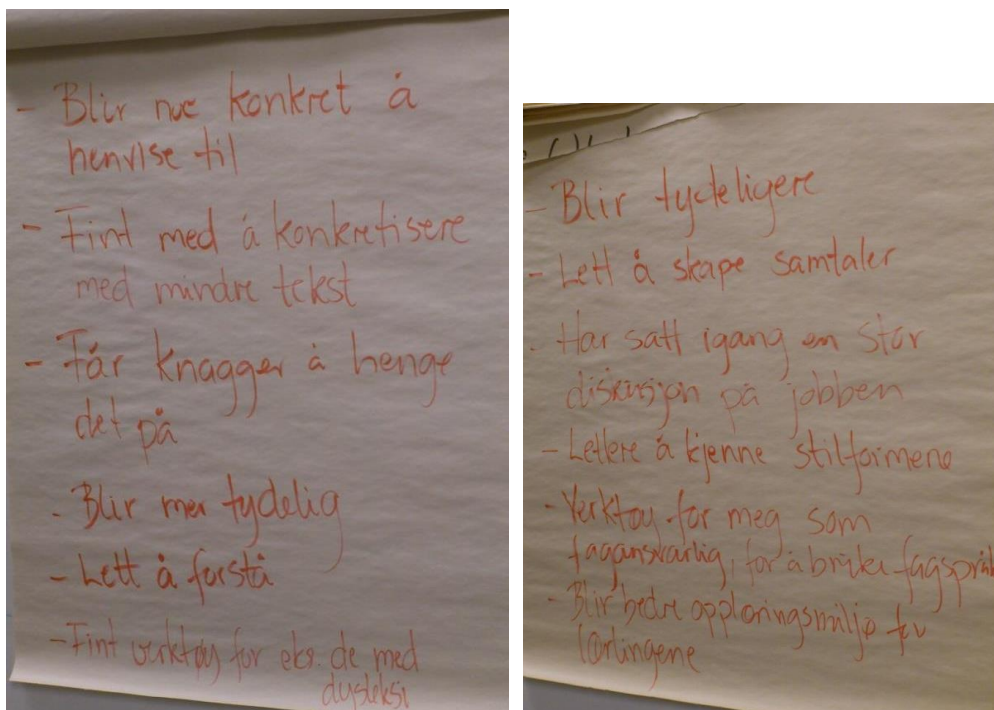 - Blir noe konkret å
henvise til
- Fint med å konkretisere
med mindre tekst
- Får knagger å henge
det på
- Blir mer tydelig
- Lett å forstå
- Fint verktøy for eks. de med
dysleksi
- Blir tydeligere
- Lett å skape samtaler
- Har satt igang en stor
diskusjon på jobben
- Lettere å kjenne stilformene
- Verktøy for meg som
fagansvarlig, for å bruke fagspråk
- Blir bedre opplæringsmiljø for
lærlingene